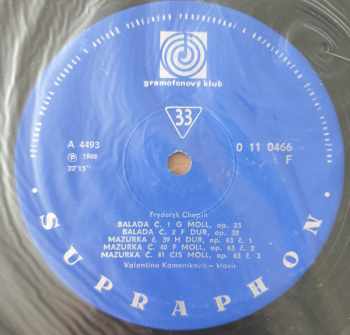 gramofonový klub
33
A 4493
0 11 0466
F
Fryderyk Chopin
BALADA Č. 1 G MOLL, op. 23
BALADA Č. 2 F DUR, op. 38
MAZURKA č. 39 H DUR, op. 63 č. 1
MAZURKA Č. 40 F MOLL, op. 63 č. 2
MAZURKA Č. 41 CIS MOLL, op. 63 č. 3
Valentina Kameníková - klavír
SUPRAPHON